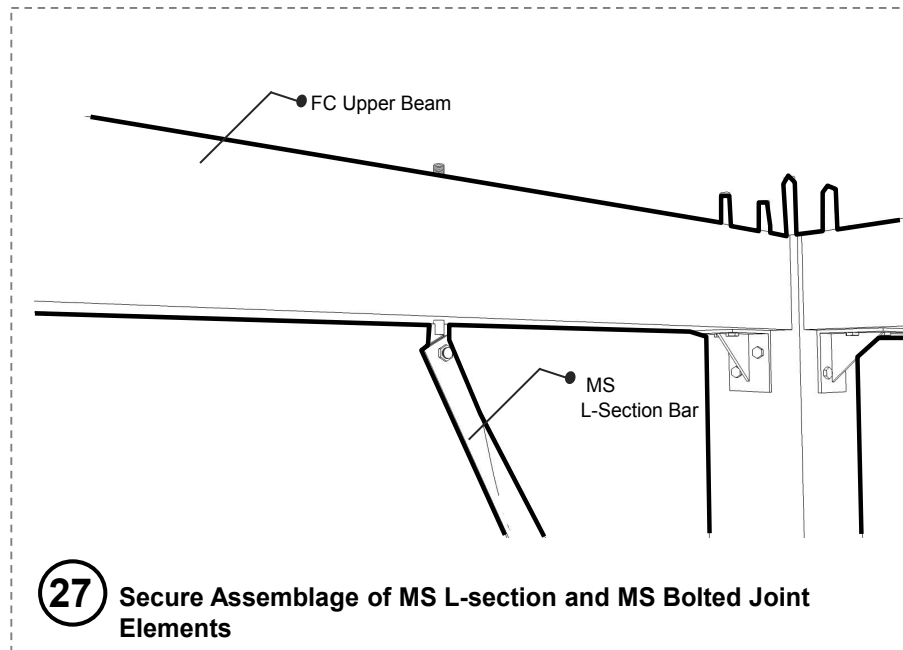 FC Upper Beam
MS
L-Section Bar
27
Secure Assemblage of MS L-section and MS Bolted Joint
Elements